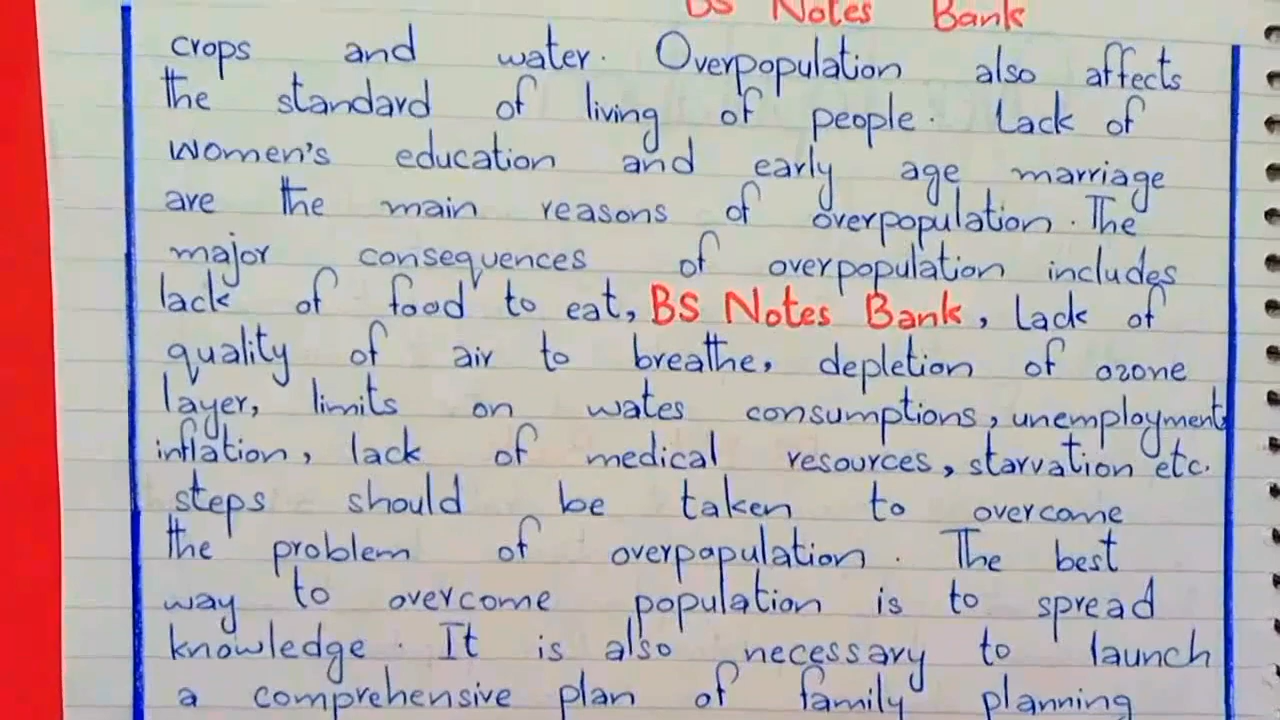 BS Notes Bank
crops and water. Overpopulation also affects
the standard of living of people. Lack of
women's education and early age marriage
are the main reasons of overpopulation. The
major consequences of overpopulation includes
lack of food to eat, BS Notes Bank, lack of
quality of air to breathe, depletion of ozone
layer, limits on wates consumptions, unemployment,
inflation, lack of medical resources, starvation etc.
steps should be taken to overcome
the problem of overpopulation. The best
way to overcome population is to spread
knowledge. It is also necessary to launch
a comprehensive plan of family planning